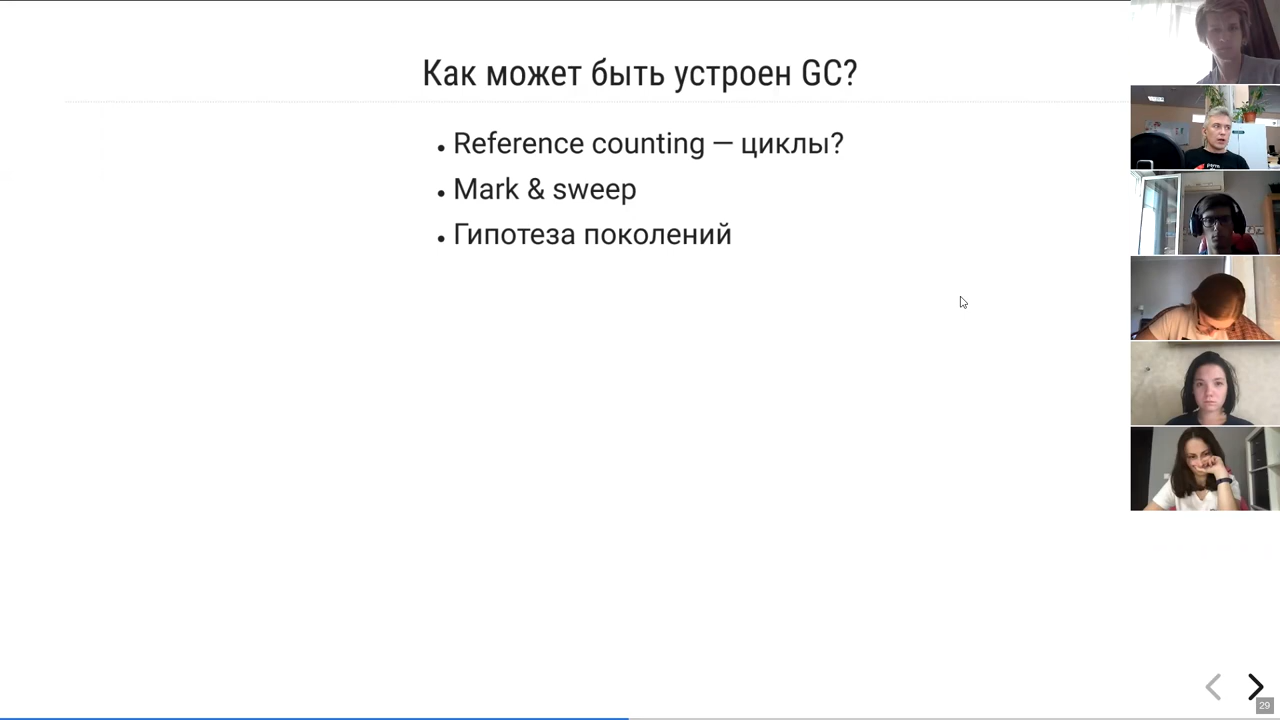 Как может быть устроен GC?
Reference counting — циклы?
Mark & sweep
Гипотеза поколений
29